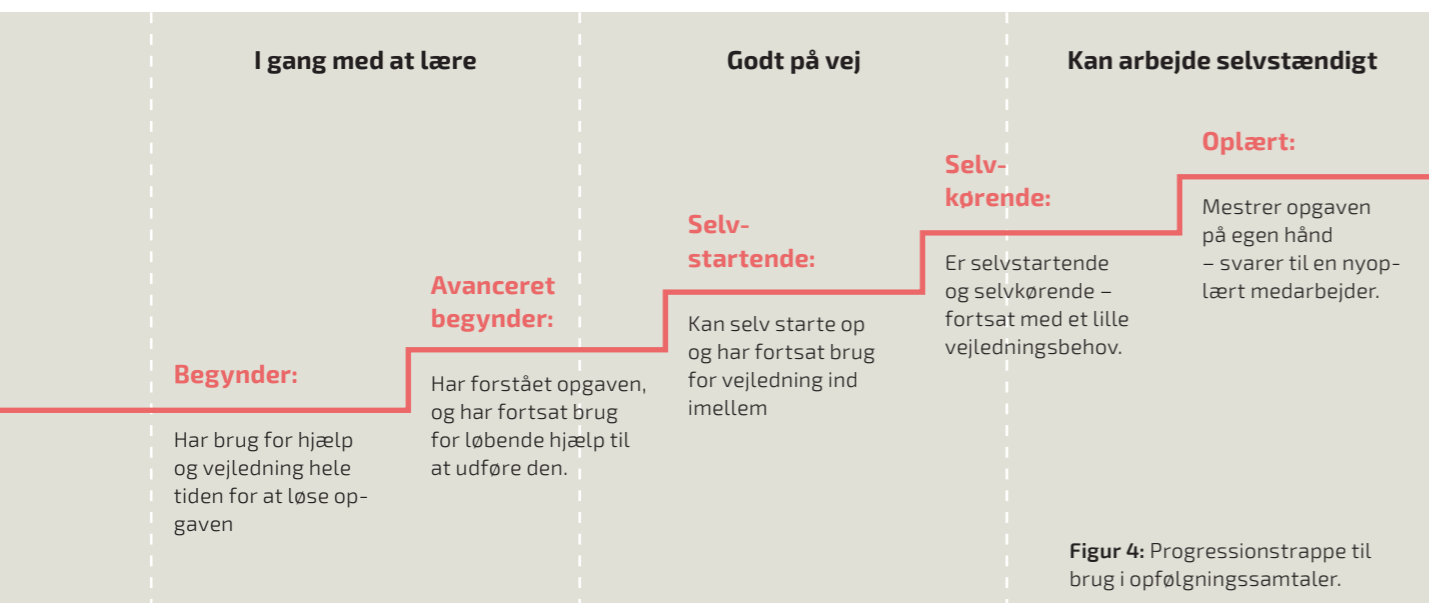 I gang med at lære
Godt på vej
Kan arbejde selvstændigt
Begynder:
Har brug for hjælp
og vejledning hele
tiden for at løse op-
gaven
Avanceret
begynder:
Har forstået opgaven,
og har fortsat brug
for løbende hjælp til
at udføre den.
Selv-
startende:
Kan selv starte op
og har fortsat brug
for vejledning ind
imellem
Selv-
kørende:
Er selvstartende
og selvkørende –
fortsat med et lille
vejledningsbehov.
Oplært:
Mestrer opgaven
på egen hånd
– svarer til en nyop-
lært medarbejder.
Figur 4: Progressionstrappe til
brug i opfølgningssamtaler.